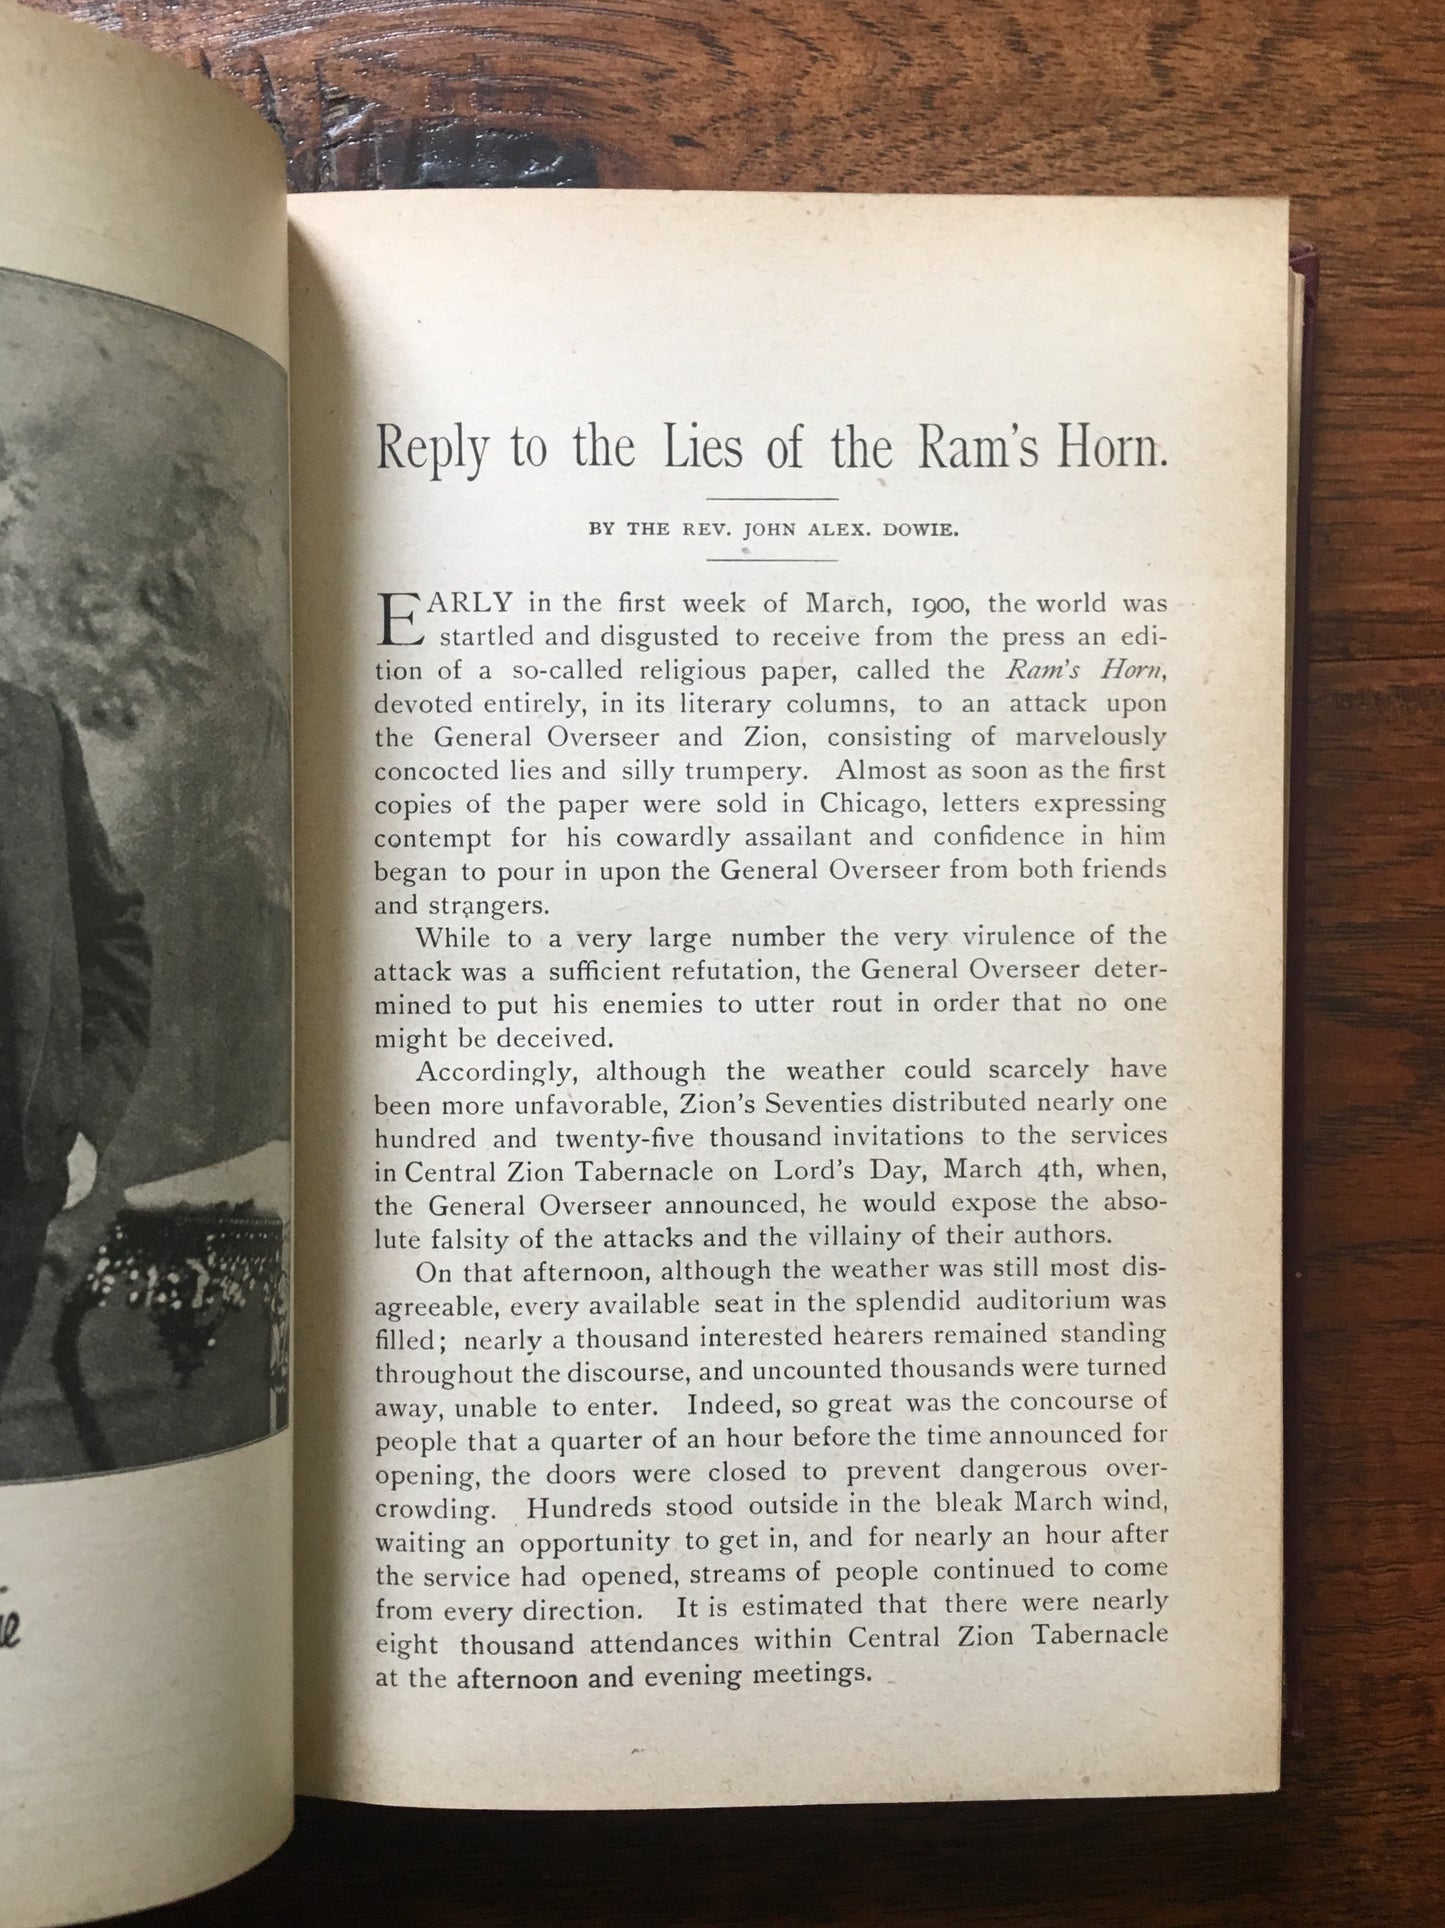 Reply to the Lies of the Ram's Horn.
BY THE REV. JOHN ALEX. DOWIE.
EARLY in the first week of March, 1900, the world was
startled and disgusted to receive from the press an edi-
tion of a so-called religious paper, called the Ram's Horn,
devoted entirely, in its literary columns, to an attack upon
the General Overseer and Zion, consisting of marvelously
concocted lies and silly trumpery. Almost as soon as the first
copies of the paper were sold in Chicago, letters expressing
contempt for his cowardly assailant and confidence in him
began to pour in upon the General Overseer from both friends
and strangers.
While to a very large number the very virulence of the
attack was a sufficient refutation, the General Overseer deter-
mined to put his enemies to utter rout in order that no one
might be deceived.
Accordingly, although the weather could scarcely have
been more unfavorable, Zion's Seventies distributed nearly one
hundred and twenty-five thousand invitations to the services
in Central Zion Tabernacle on Lord's Day, March 4th, when,
the General Overseer announced, he would expose the abso-
lute falsity of the attacks and the villainy of their authors.
On that afternoon, although the weather was still most dis-
agreeable, every available seat in the splendid auditorium was
filled; nearly a thousand interested hearers remained standing
throughout the discourse, and uncounted thousands were turned
away, unable to enter. Indeed, so great was the concourse of
people that a quarter of an hour before the time announced for
opening, the doors were closed to prevent dangerous over-
crowding. Hundreds stood outside in the bleak March wind,
waiting an opportunity to get in, and for nearly an hour after
the service had opened, streams of people continued to come
from every direction. It is estimated that there were nearly
eight thousand attendances within Central Zion Tabernacle
at the afternoon and evening meetings.